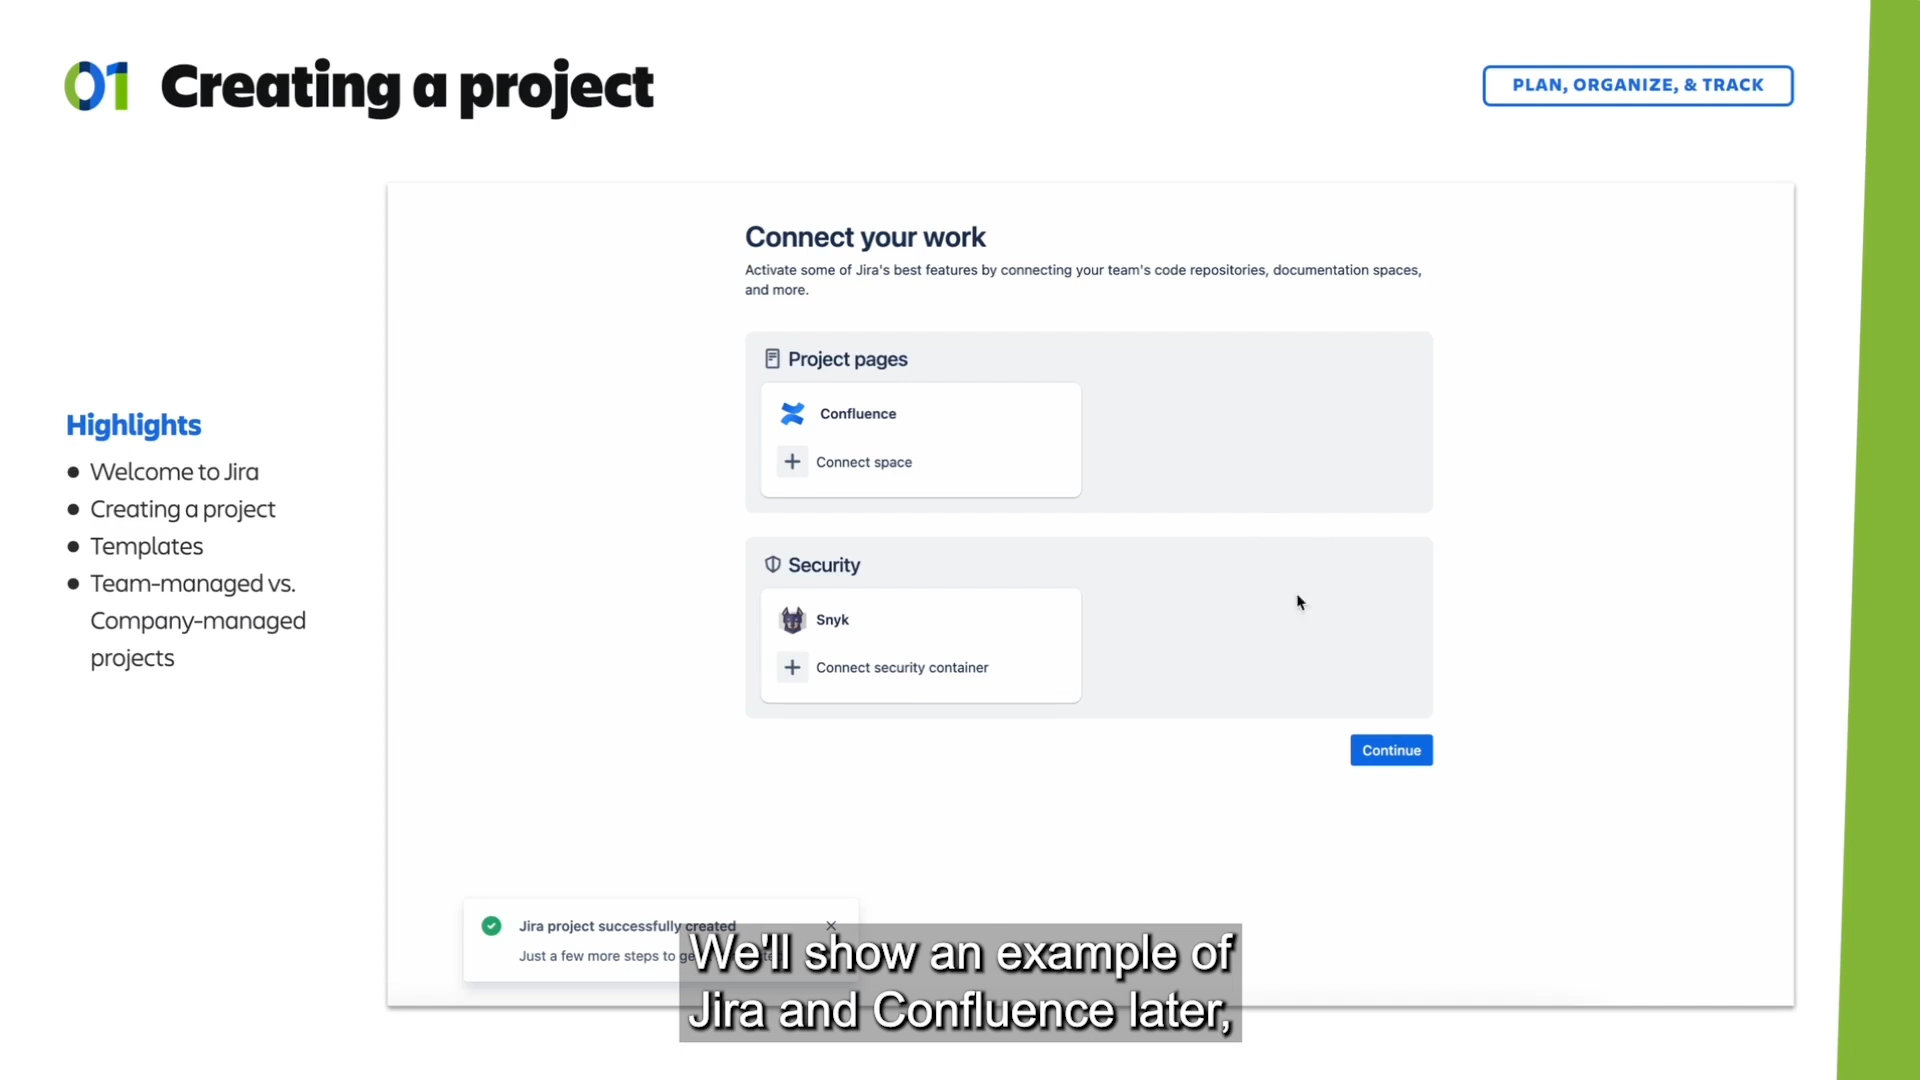 01 Creating a project
PLAN, ORGANIZE, & TRACK
Highlights
● Welcome to Jira
● Creating a project
● Templates
● Team-managed vs.
Company-managed
projects
Connect your work
Activate some of Jira's best features by connecting your team's code repositories, documentation spaces,
and more.
Project pages
Confluence
Connect space
Security
Snyk
Connect security container
Continue
Jira project successfully created
Just a few more steps to
We'll show an example of
Jira and Confluence later,